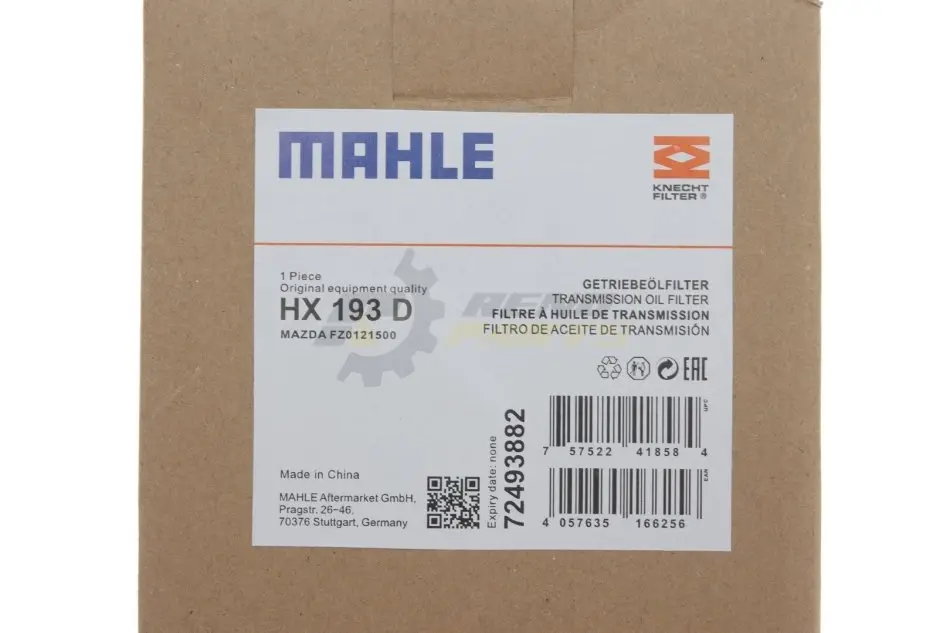 MAHLE
KNECHT
FILTER®
1 Piece
Original equipment quality
HX 193 D
MAZDA FZ0121500
GETRIEBEÖLFILTER
TRANSMISSION OIL FILTER
FILTRE À HUILE DE TRANSMISSION
FILTRO DE ACEITE DE TRANSMISIÓN
EAC
Made in China
MAHLE Aftermarket GmbH,
Pragstr. 26-46,
70376 Stuttgart, Germany
Expiry date: none
72493882
UPC
7 57522 41858 4
EAN
4 057635 166256